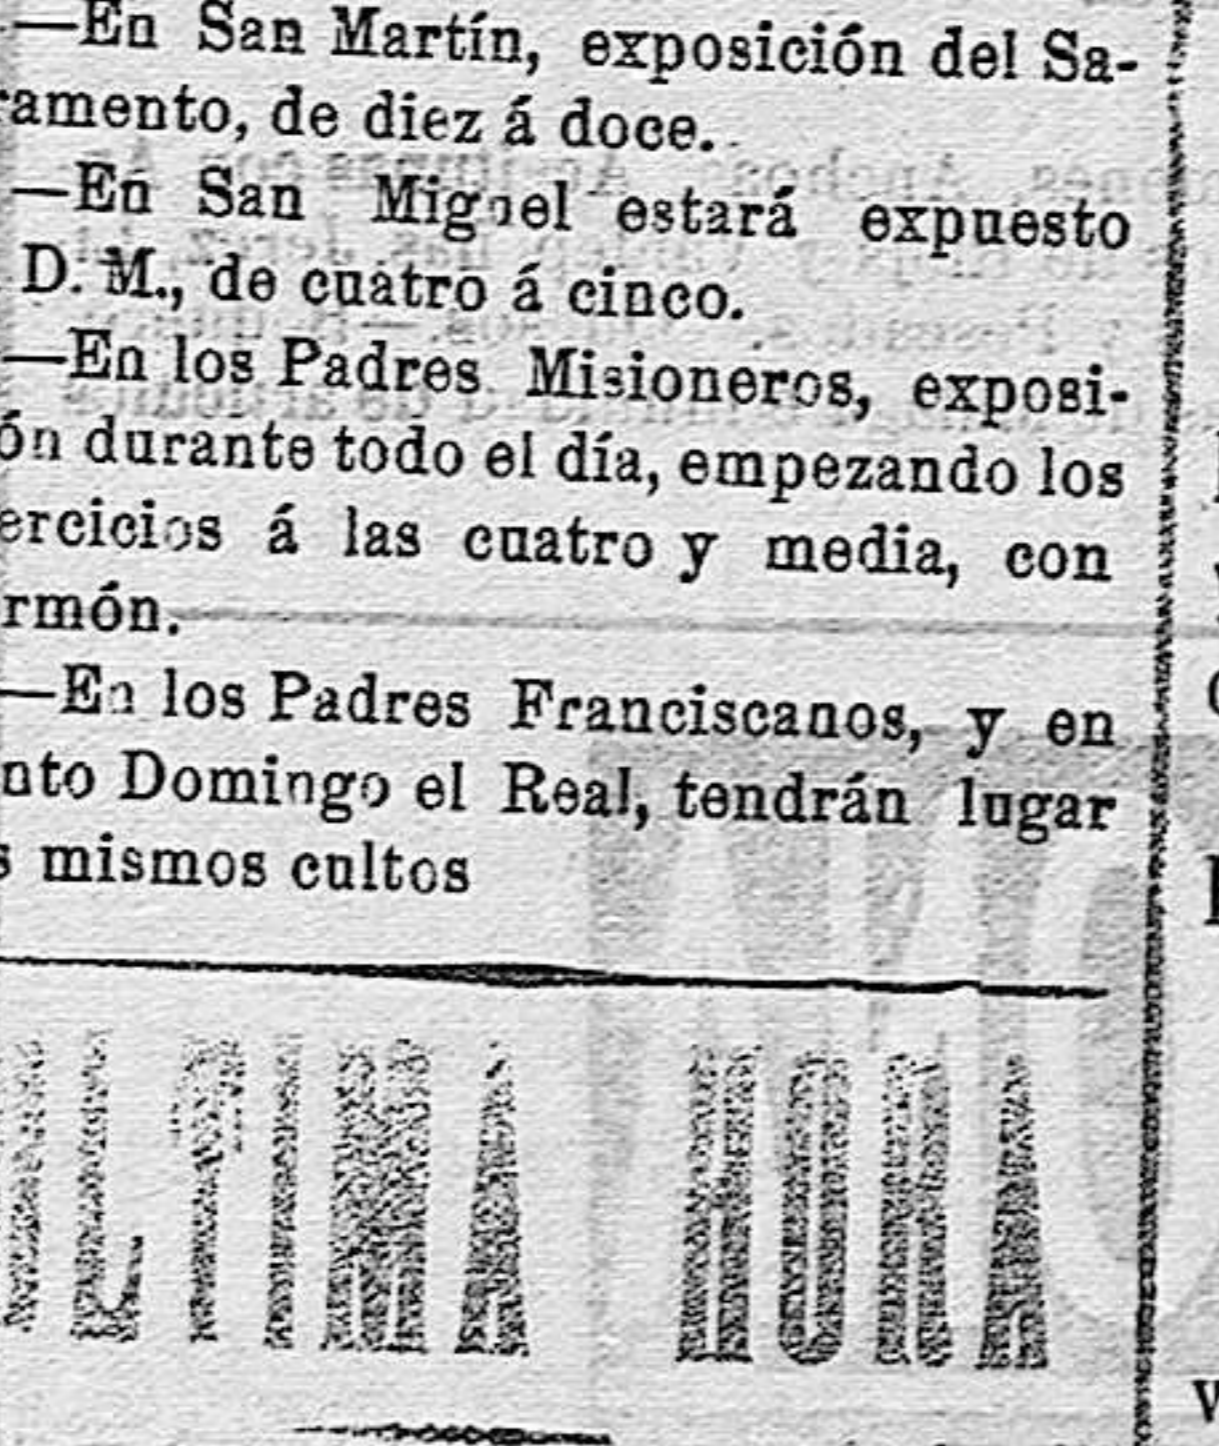 —En San Martín, exposición del Sa-
ramento, de diez á doce.
—En San Miguel estará expuesto
D. M., de cuatro á cinco.
—En los Padres Misioneros, exposi-
ón durante todo el día, empezando los
ercicios á las cuatro y media, con
rmón.
—En los Padres Franciscanos, y en
nto Domingo el Real, tendrán lugar
s mismos cultos
ULTIMA HORA